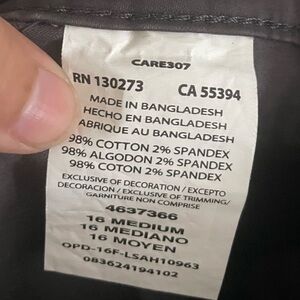 CARE307
RN 130273 CA 55394
MADE IN BANGLADESH
HECHO EN BANGLADESH
FABRIQUE AU BANGLADESH
98% COTTON 2% SPANDEX
98% ALGODON 2% SPANDEX
98% COTON 2% SPANDEX
EXCLUSIVE OF DECORATION / EXCEPTO
DECORACION / EXCLUSIVE OF TRIMMING/
GARNITURE NON COMPRISE
4637366
16 MEDIUM
16 MEDIANO
16 MOYEN
OPD-16F-LSAH10963
083624194102